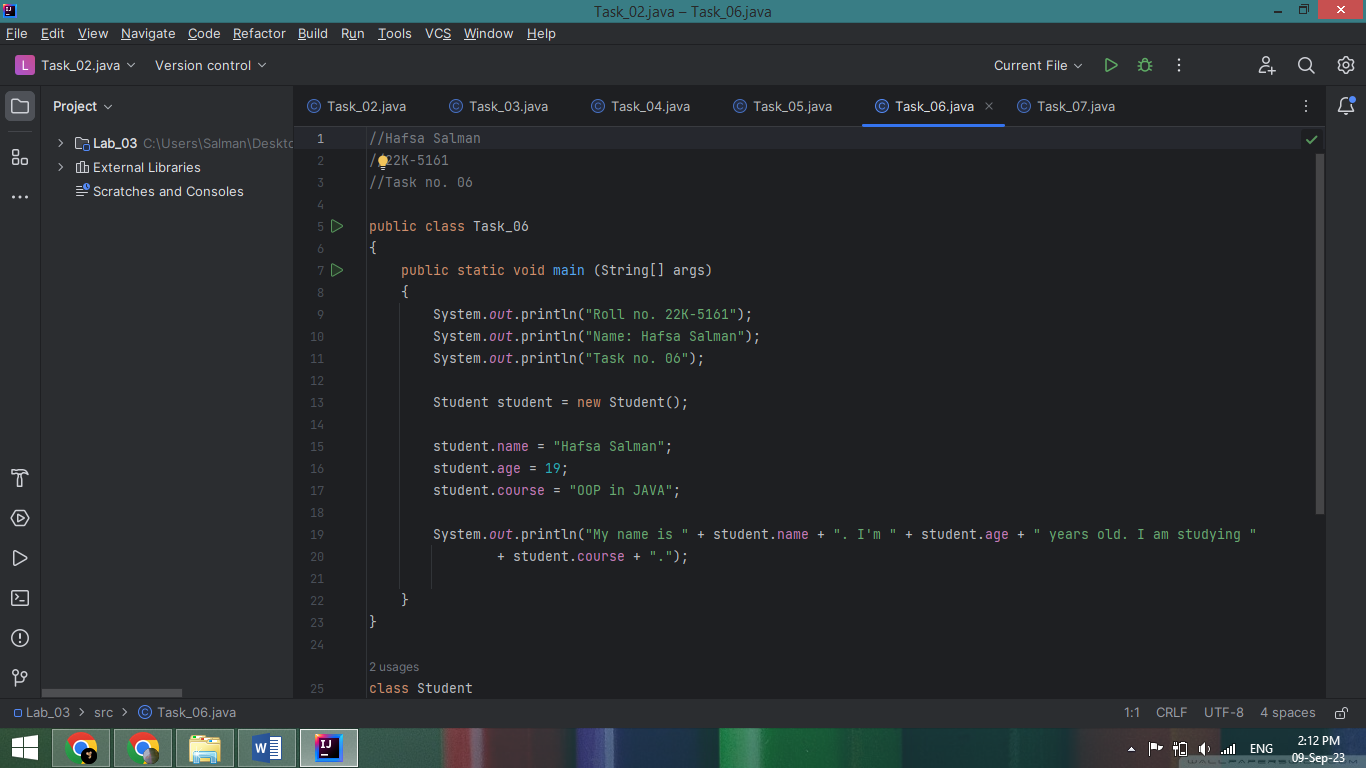 Task_02.java – Task_06.java
File Edit View Navigate Code Refactor Build Run Tools VCS Window Help
L Task_02.java Version control Current File
Project
Task_02.java Task_03.java Task_04.java Task_05.java Task_06.java Task_07.java
Lab_03 C:\Users\Salman\Deskto
External Libraries
Scratches and Consoles
1 //Hafsa Salman
2 //22K-5161
3 //Task no. 06
4
5 public class Task_06
6 {
7 public static void main (String[] args)
8 {
9 System.out.println("Roll no. 22K-5161");
10 System.out.println("Name: Hafsa Salman");
11 System.out.println("Task no. 06");
12
13 Student student = new Student();
14
15 student.name = "Hafsa Salman";
16 student.age = 19;
17 student.course = "OOP in JAVA";
18
19 System.out.println("My name is " + student.name + ". I'm " + student.age + " years old. I am studying "
20 + student.course + ".");
21
22 }
23 }
24
2 usages
25 class Student
Lab_03 > src > Task_06.java
1:1 CRLF UTF-8 4 spaces
ENG
2:12 PM
09-Sep-23